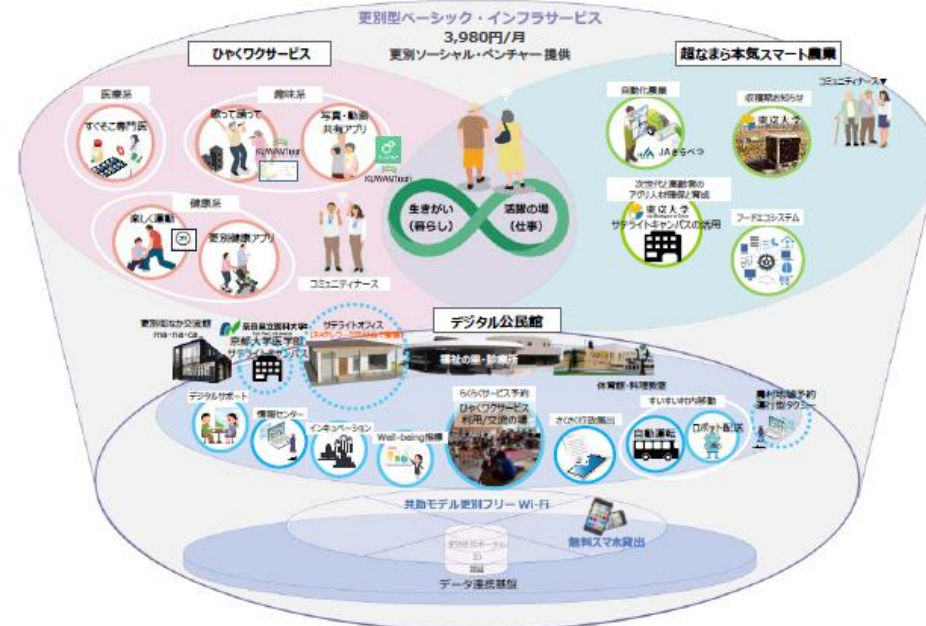 更別型ベーシック・インフラサービス
3,980円/月
更別ソーシャル・ベンチャー提供
ひゃくワクサービス
超なまら本気スマート農業
医療系
すぐそこ専門医
趣味系
歌って踊って
写真・動画
共有アプリ
健康系
楽しく運動
更別健康アプリ
コミュニティナース
生きがい
(暮らし)
活躍の場
(仕事)
自動化農業
JAさらべつ
収穫期お知らせ
東京大学
コミュニティナース▼
次世代と高齢者の
アグリ人材確保と育成
東京大学
サテライトキャンパスの活用
フードエコシステム
デジタル公民館
更別街なか交流館
ma・na・ca
奈良県立医科大学
京都大学医学部
サテライトキャンパス
サテライトオフィス
福祉の里・診療所
体育館・料理教室
デジタルサポート
情報センター
インキュベーション
Well-being指標
らくらくサービス予約
ひゃくワクサービス
利用/交流の場
さくさく行政届出
すいすい村内移動
自動運転
ロボット配送
農村地域予約
運行型タクシー
共助モデル更別フリー Wi-Fi
無料スマホ貸出
ID
データ連携基盤